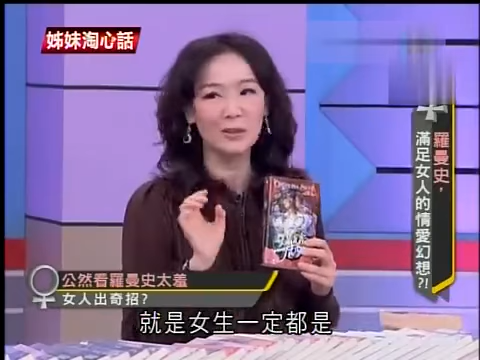 姊妹淘心話
羅曼史，
滿足女人的情愛幻想?!
公然看羅曼史太羞
女人出奇招?
就是女生一定都是